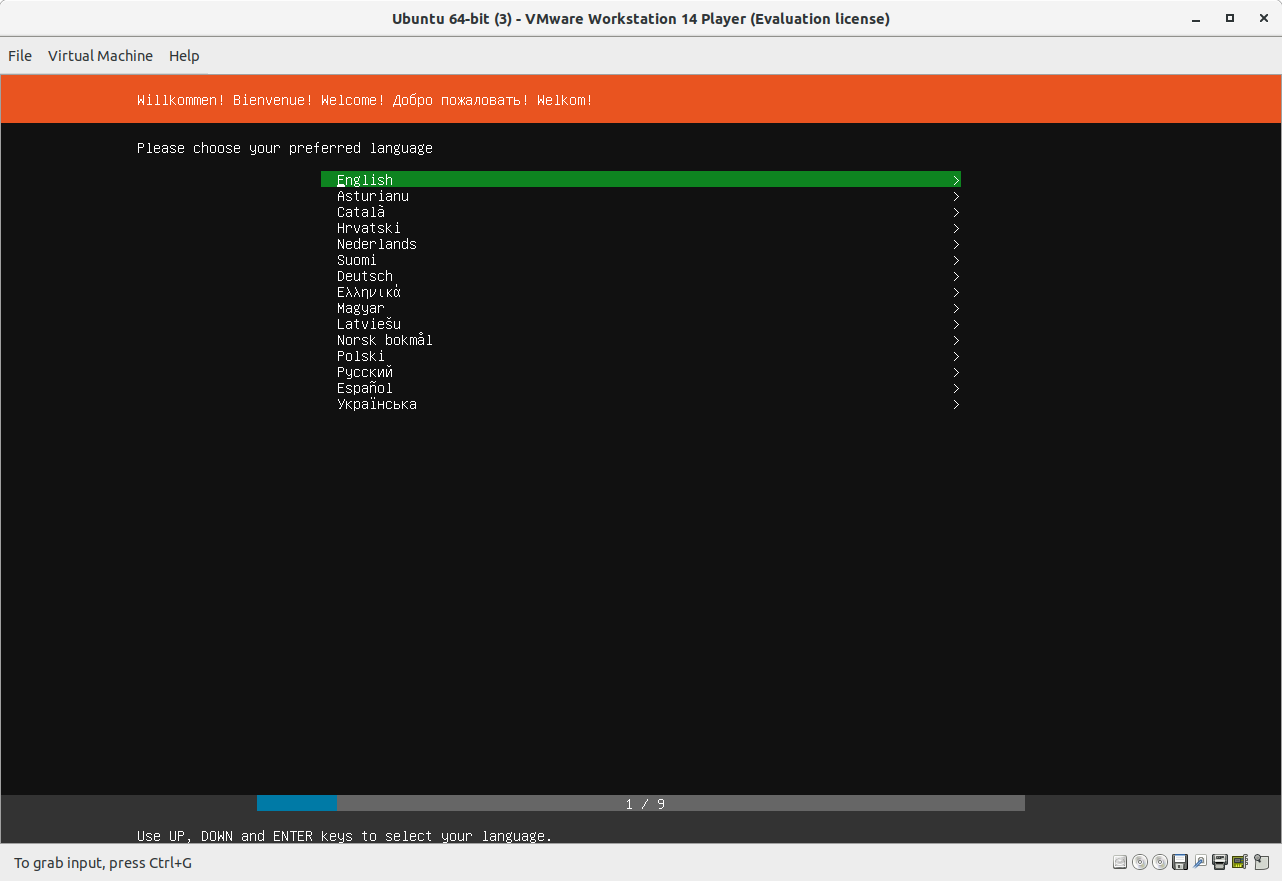 Ubuntu 64-bit (3) - VMware Workstation 14 Player (Evaluation license)
File Virtual Machine Help
Willkommen! Bienvenue! Welcome! Добро пожаловать! Welkom!
Please choose your preferred language
English >
Asturianu >
Català >
Hrvatski >
Nederlands >
Suomi >
Deutsch >
Ελληνικά >
Magyar >
Latviešu >
Norsk bokmål >
Polski >
Русский >
Español >
Українська >
1 / 9
Use UP, DOWN and ENTER keys to select your language.
To grab input, press Ctrl+G